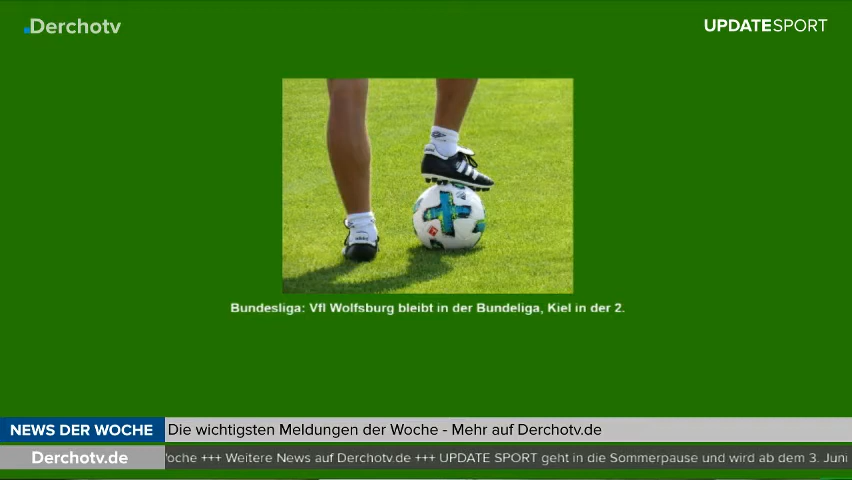 Derchotv
UPDATESPORT
Bundesliga: Vfl Wolfsburg bleibt in der Bundeliga, Kiel in der 2.
NEWS DER WOCHE
Die wichtigsten Meldungen der Woche - Mehr auf Derchotv.de
Derchotv.de
oche +++ Weitere News auf Derchotv.de +++ UPDATE SPORT geht in die Sommerpause und wird ab dem 3. Juni